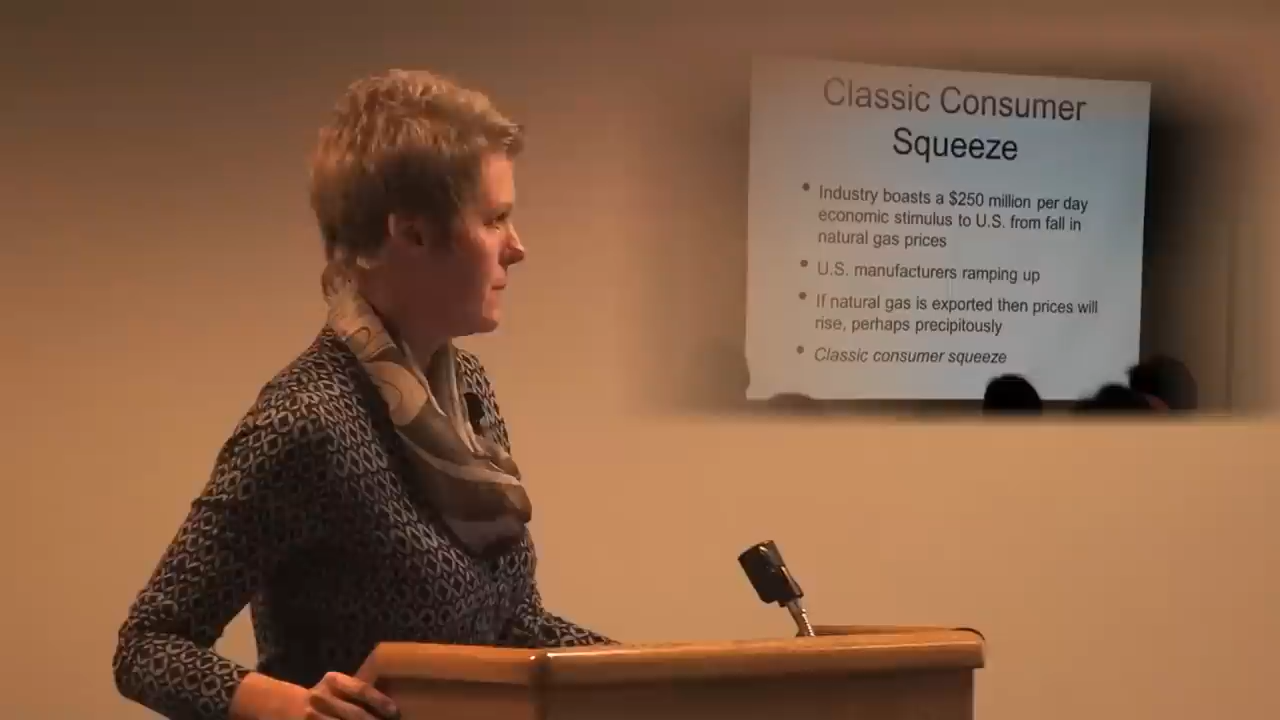 Classic Consumer
Squeeze
• Industry boasts a $250 million per day
economic stimulus to U.S. from fall in
natural gas prices
• U.S. manufacturers ramping up
• If natural gas is exported then prices will
rise, perhaps precipitously
• Classic consumer squeeze